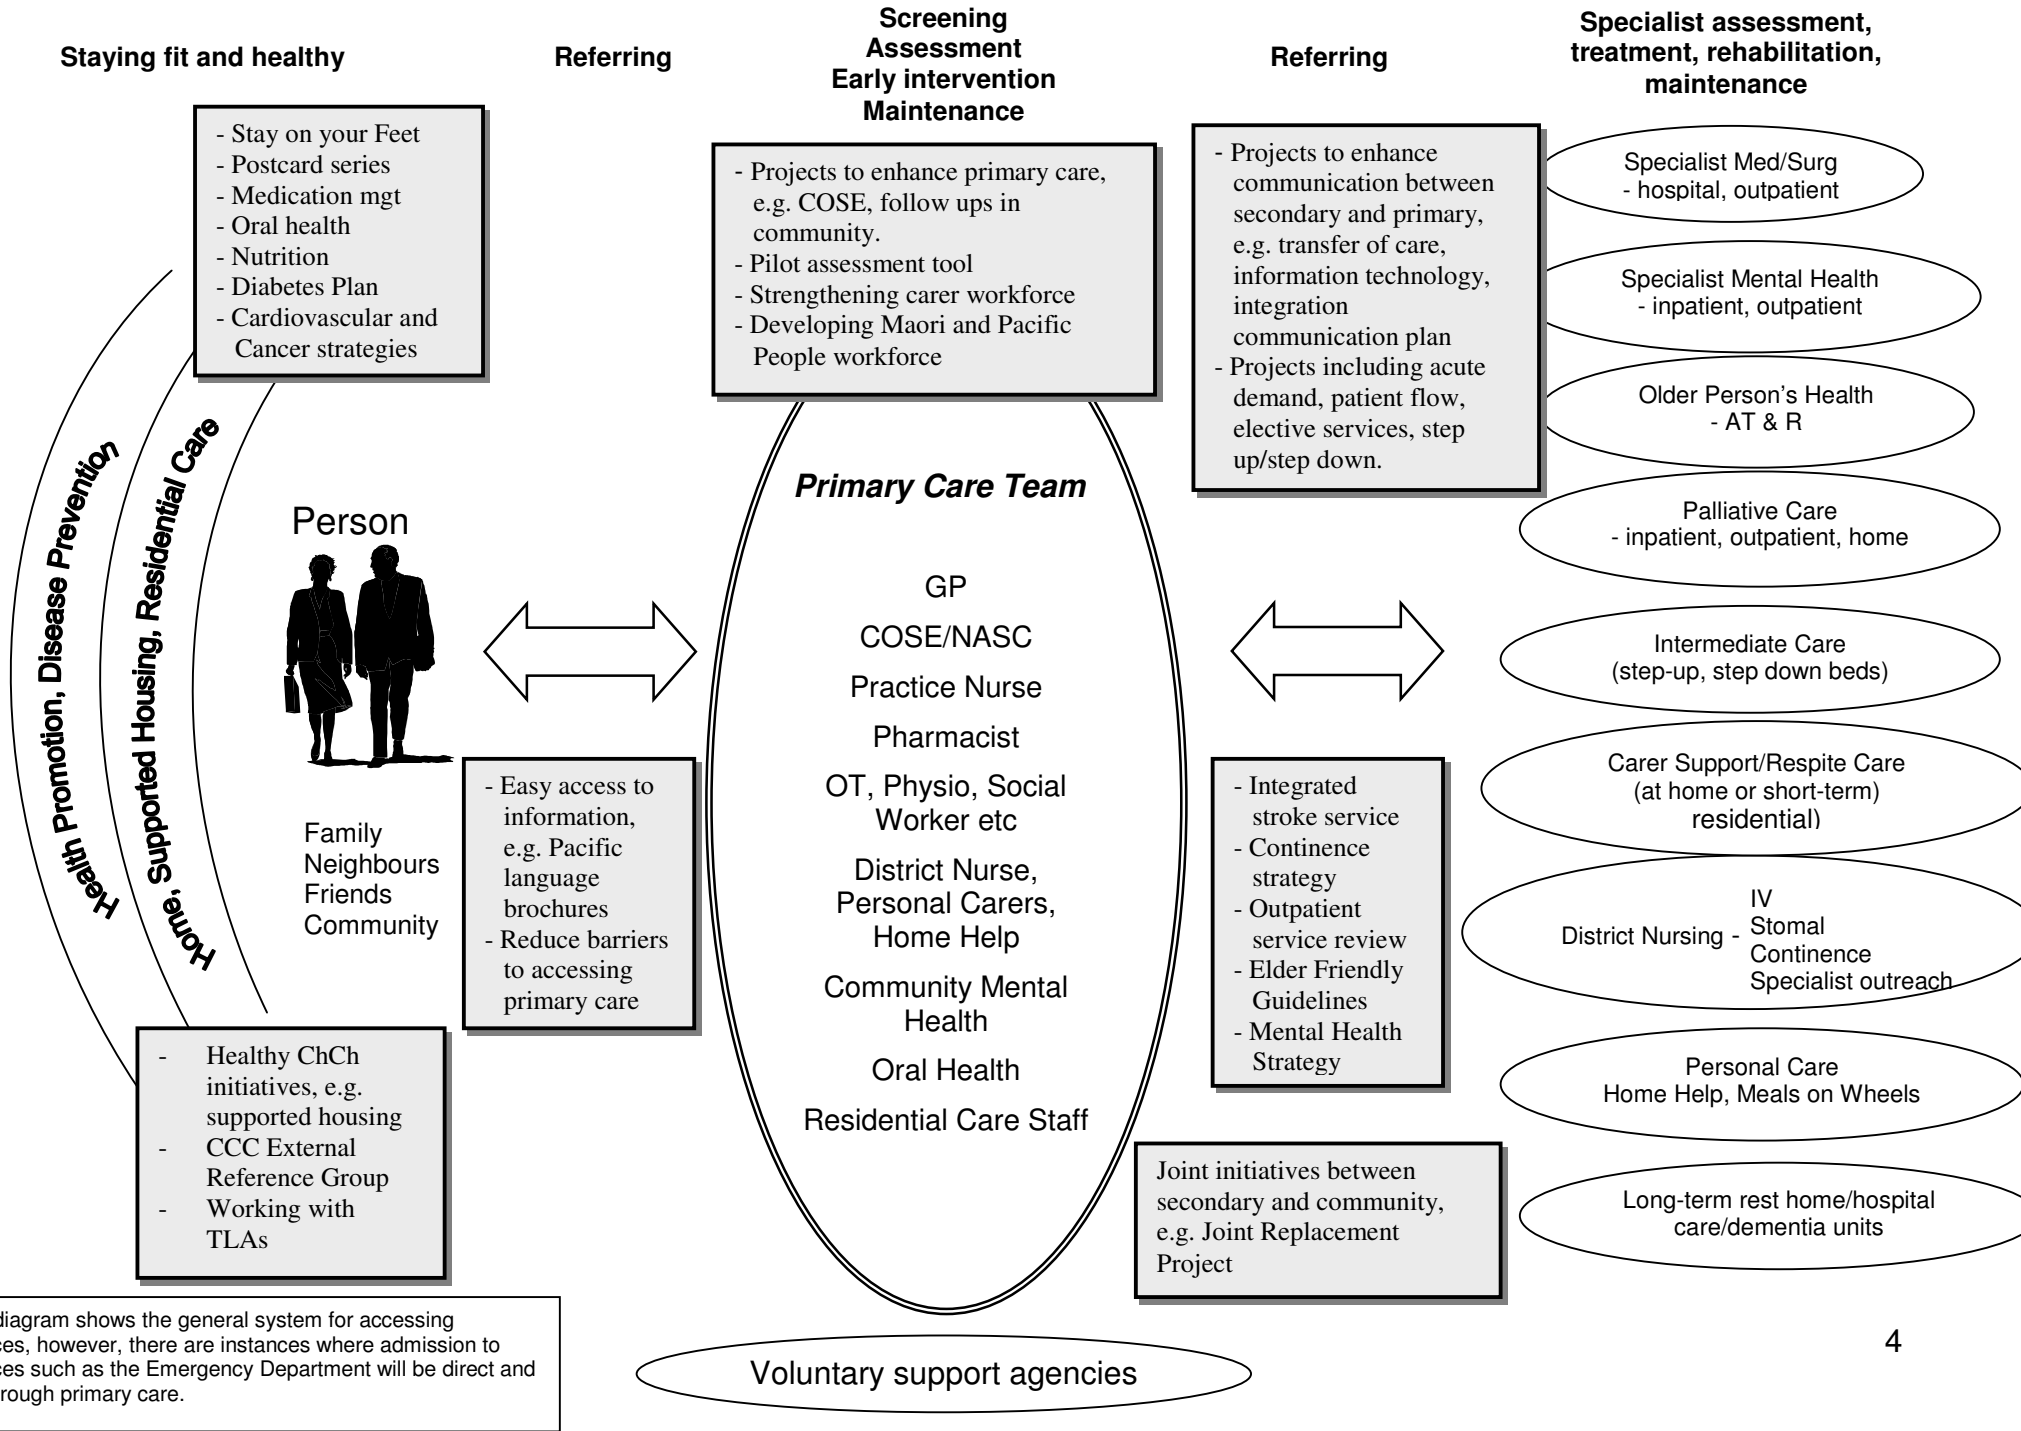 Staying fit and healthy
Referring
Screening
Assessment
Early intervention
Maintenance
Referring
Specialist assessment,
treatment, rehabilitation,
maintenance
- Stay on your Feet
- Postcard series
- Medication mgt
- Oral health
- Nutrition
- Diabetes Plan
- Cardiovascular and
Cancer strategies
- Projects to enhance primary care,
e.g. COSE, follow ups in
community.
- Pilot assessment tool
- Strengthening carer workforce
- Developing Maori and Pacific
People workforce
- Projects to enhance
communication between
secondary and primary,
e.g. transfer of care,
information technology,
integration
communication plan
- Projects including acute
demand, patient flow,
elective services, step
up/step down.
Specialist Med/Surg
- hospital, outpatient
Specialist Mental Health
- inpatient, outpatient
Older Person's Health
- AT & R
Palliative Care
- inpatient, outpatient, home
Intermediate Care
(step-up, step down beds)
Carer Support/Respite Care
(at home or short-term)
residential)
District Nursing -
IV
Stomal
Continence
Specialist outreach
Personal Care
Home Help, Meals on Wheels
Long-term rest home/hospital
care/dementia units
Health Promotion, Disease Prevention
Home, Supported Housing, Residential Care
Person
Family
Neighbours
Friends
Community
- Easy access to
information,
e.g. Pacific
language
brochures
- Reduce barriers
to accessing
primary care
Primary Care Team
GP
COSE/NASC
Practice Nurse
Pharmacist
OT, Physio, Social
Worker etc
District Nurse,
Personal Carers,
Home Help
Community Mental
Health
Oral Health
Residential Care Staff
- Integrated
stroke service
- Continence
strategy
- Outpatient
service review
- Elder Friendly
Guidelines
- Mental Health
Strategy
Joint initiatives between
secondary and community,
e.g. Joint Replacement
Project
- Healthy ChCh
initiatives, e.g.
supported housing
- CCC External
Reference Group
- Working with
TLAs
diagram shows the general system for accessing
ces, however, there are instances where admission to
ces such as the Emergency Department will be direct and
rough primary care.
Voluntary support agencies
4